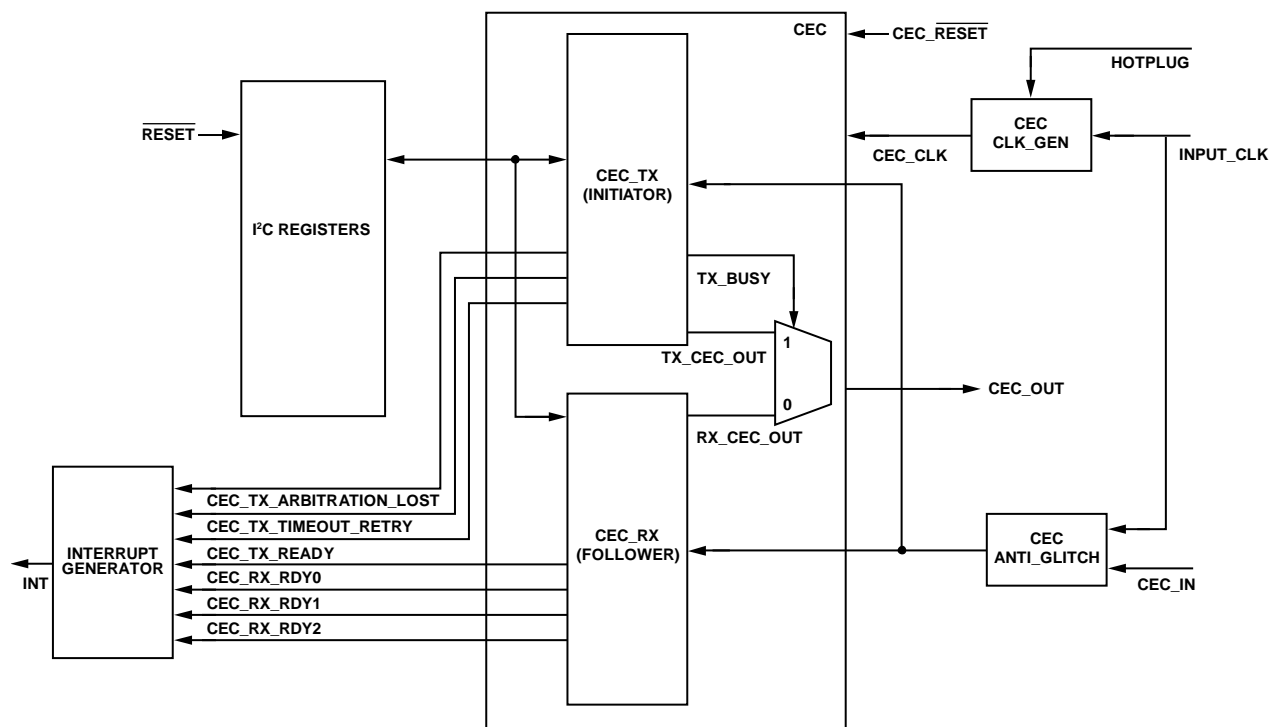 CEC
CEC_RESET
HOTPLUG
RESET
CEC
CLK_GEN
CEC_CLK
INPUT_CLK
CEC_TX
(INITIATOR)
I²C REGISTERS
TX_BUSY
TX_CEC_OUT
1
0
CEC_OUT
RX_CEC_OUT
CEC_TX_ARBITRATION_LOST
CEC_TX_TIMEOUT_RETRY
CEC_TX_READY
CEC_RX_RDY0
CEC_RX_RDY1
CEC_RX_RDY2
INTERRUPT
GENERATOR
INT
CEC_RX
(FOLLOWER)
CEC
ANTI_GLITCH
CEC_IN